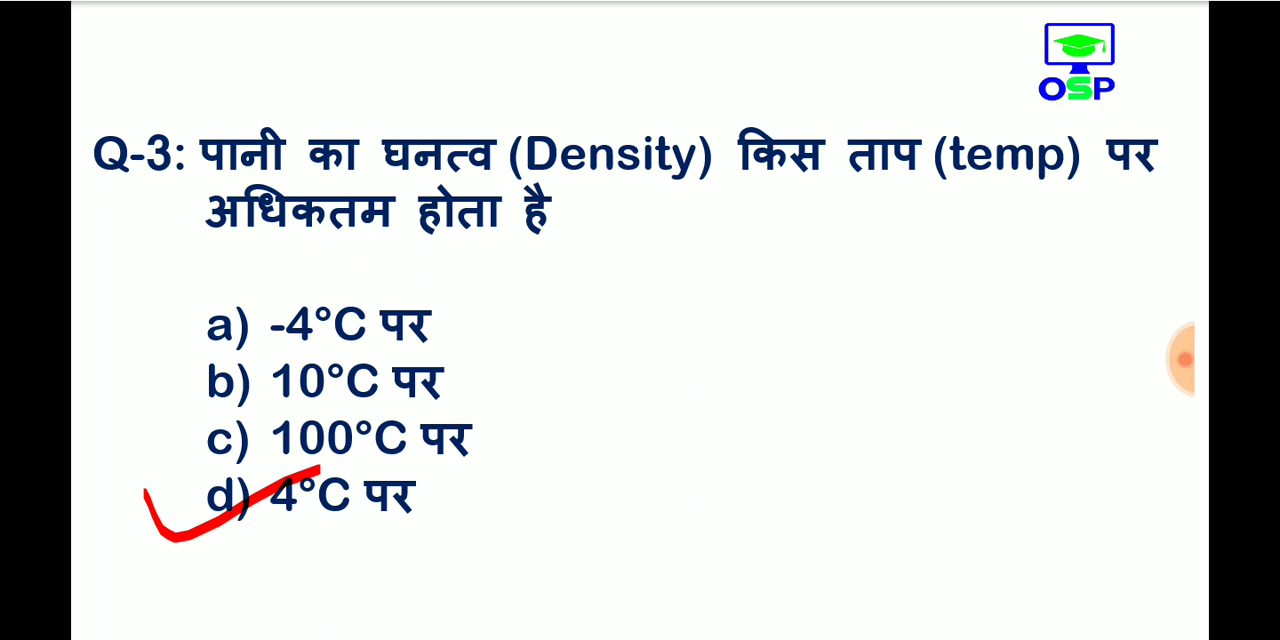 OSP
Q-3: पानी का घनत्व (Density) किस ताप (temp) पर
अधिकतम होता है
a) -4°C पर
b) 10°C पर
c) 100°C पर
d) 4°C पर